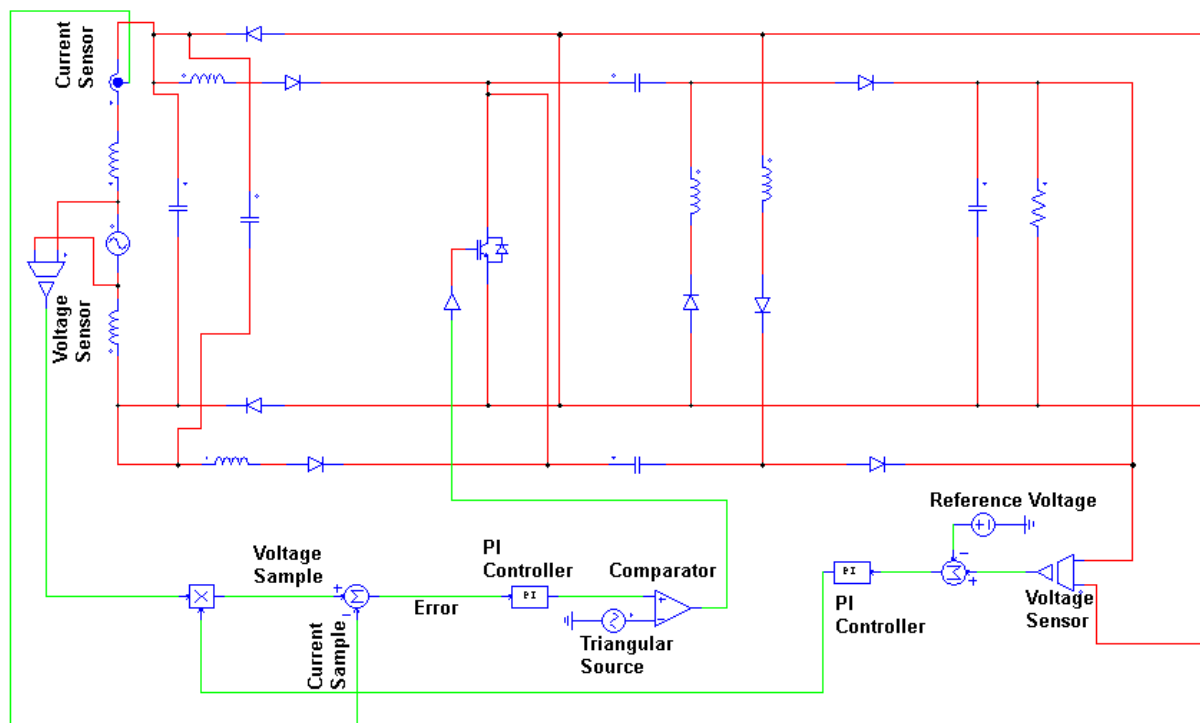 Current
Sensor
Voltage
Sensor
Reference Voltage
Voltage
Sample
PI
Controller
Comparator
PI
PI
Error
Current
Sample
Triangular
Source
PI
Controller
Voltage
Sensor